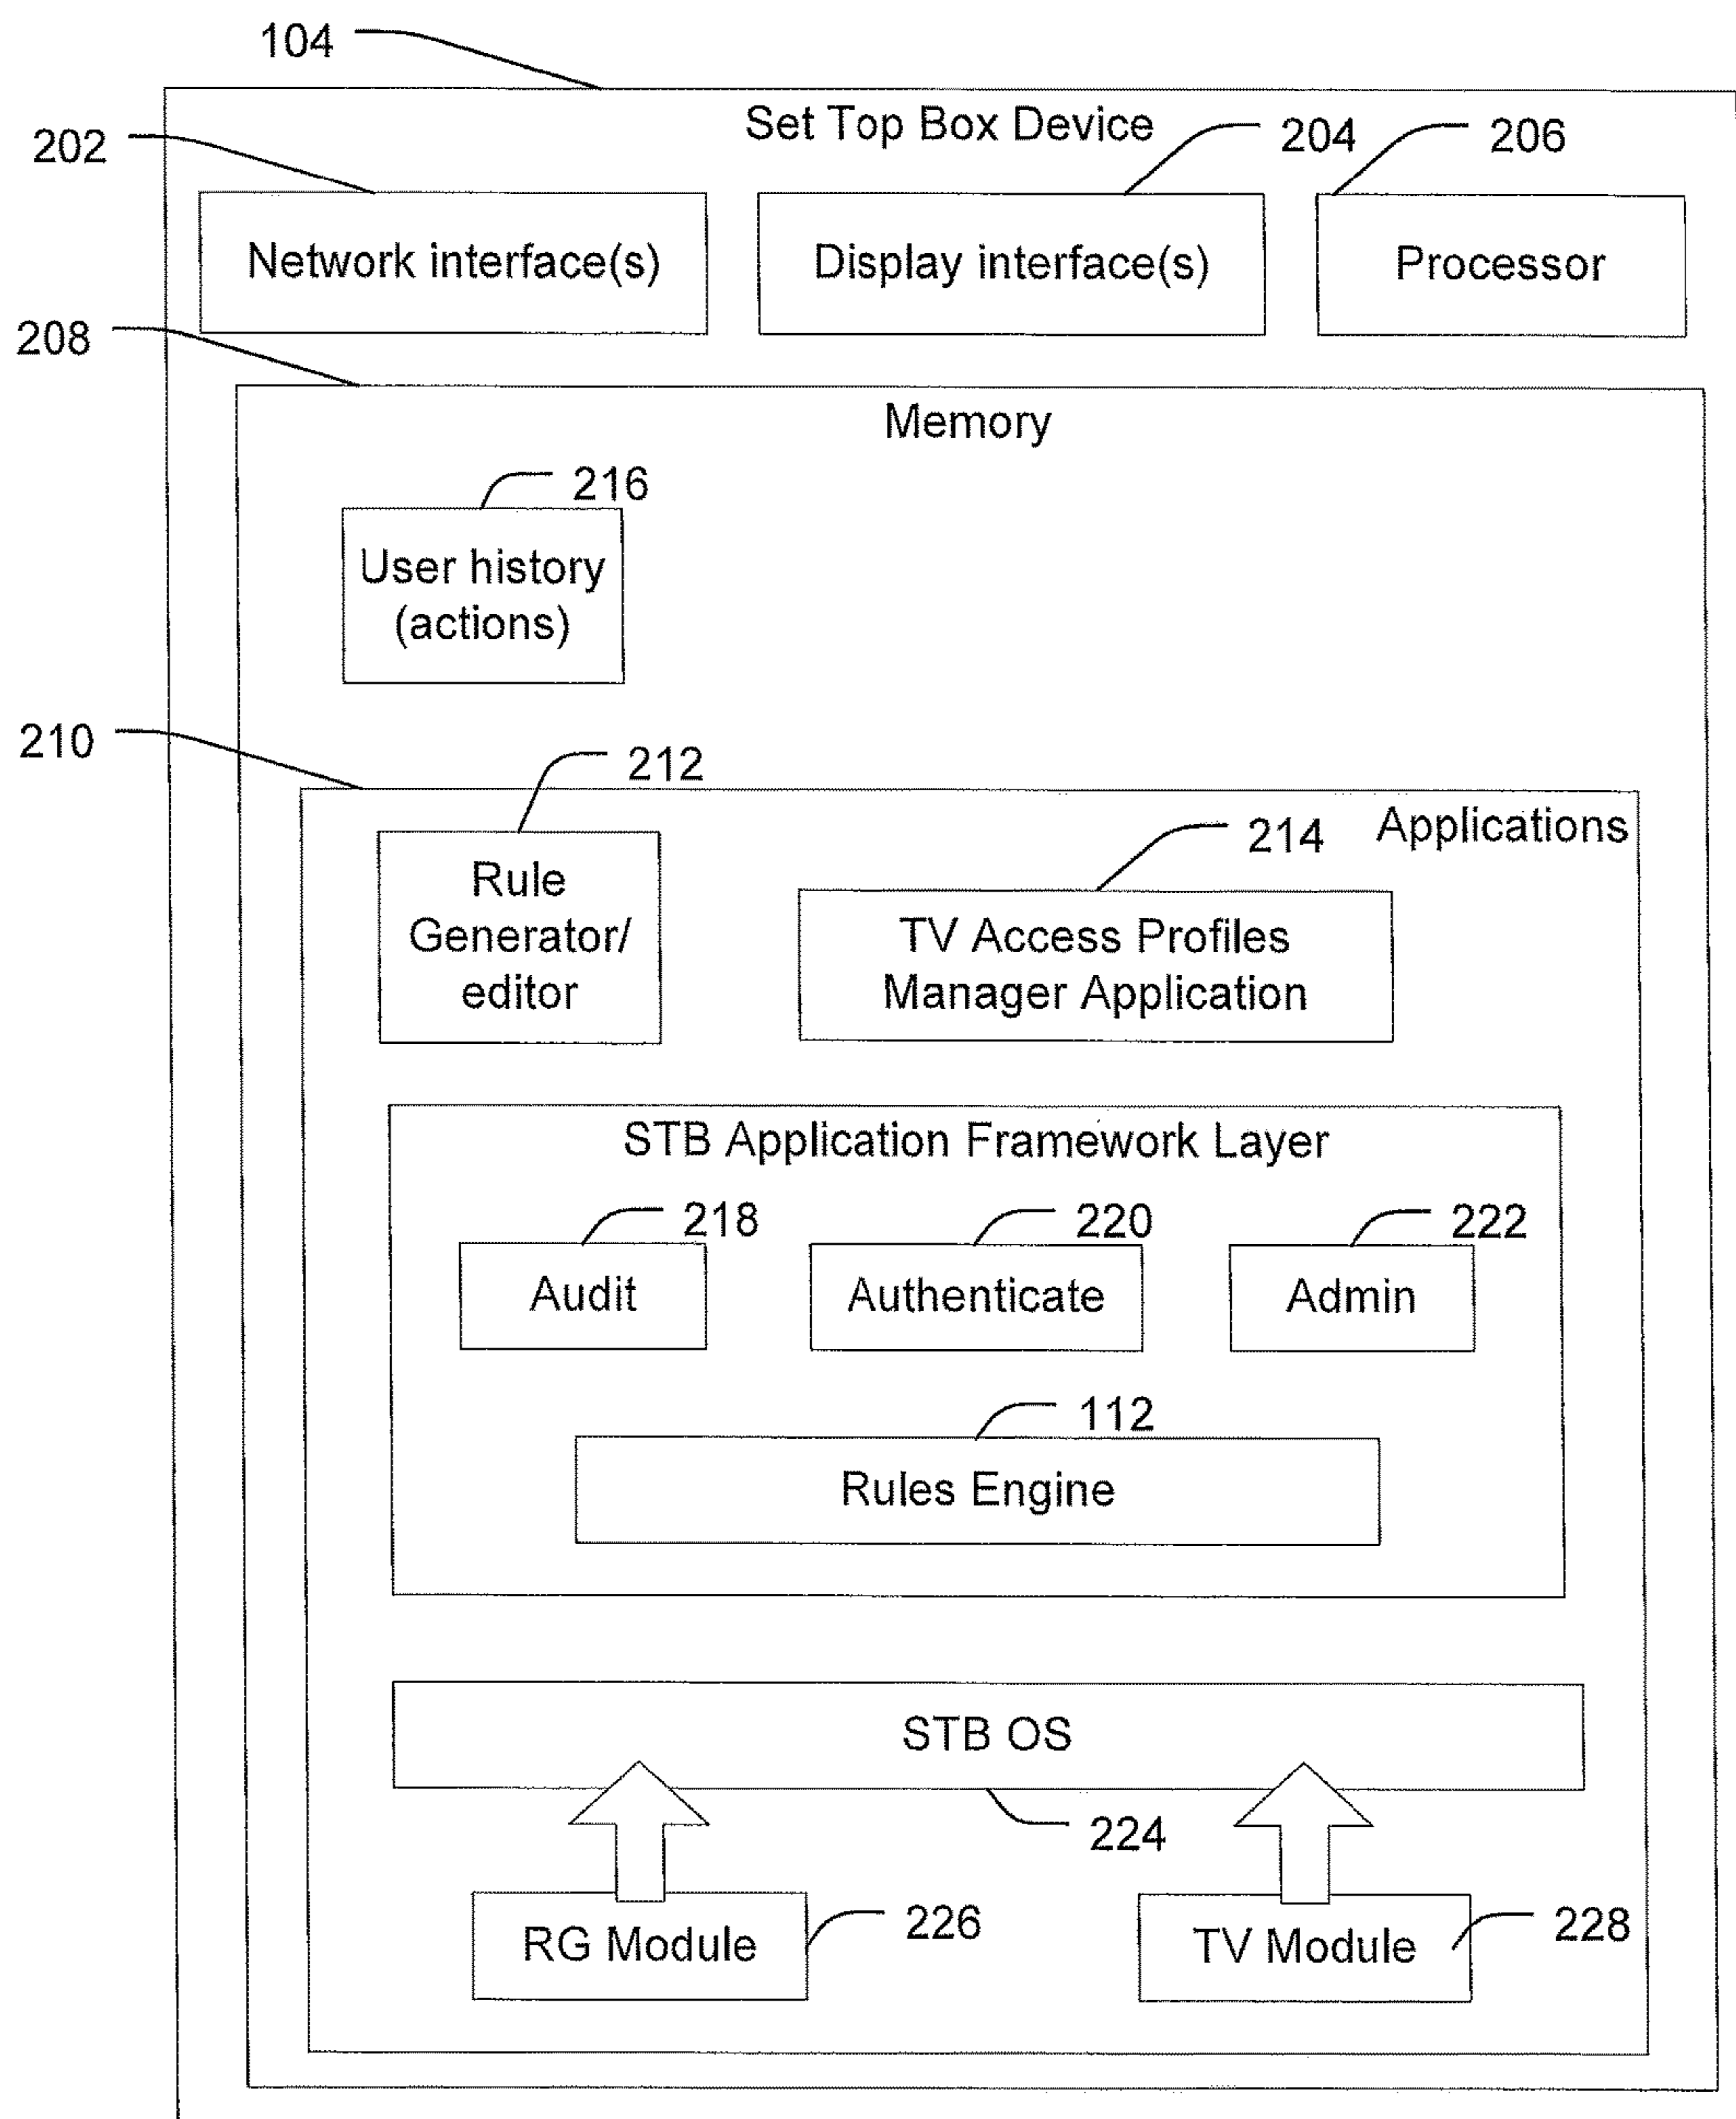 104
Set Top Box Device
202
204
206
Network interface(s)
Display interface(s)
Processor
208
Memory
216
User history
(actions)
210
212
Applications
214
Rule
Generator/
editor
TV Access Profiles
Manager Application
STB Application Framework Layer
218
220
222
Audit
Authenticate
Admin
112
Rules Engine
STB OS
224
RG Module
226
TV Module
228